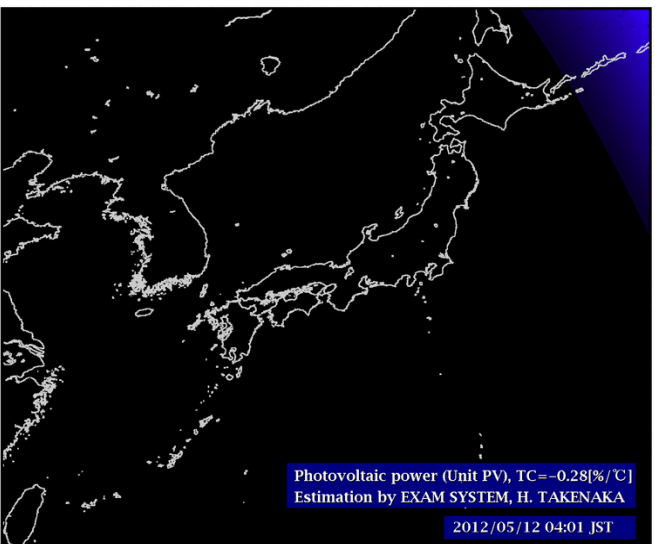 Photovoltaic power (Unit PV), TC=-0.28[%/℃]
Estimation by EXAM SYSTEM, H. TAKENAKA
2012/05/12 04:01 JST